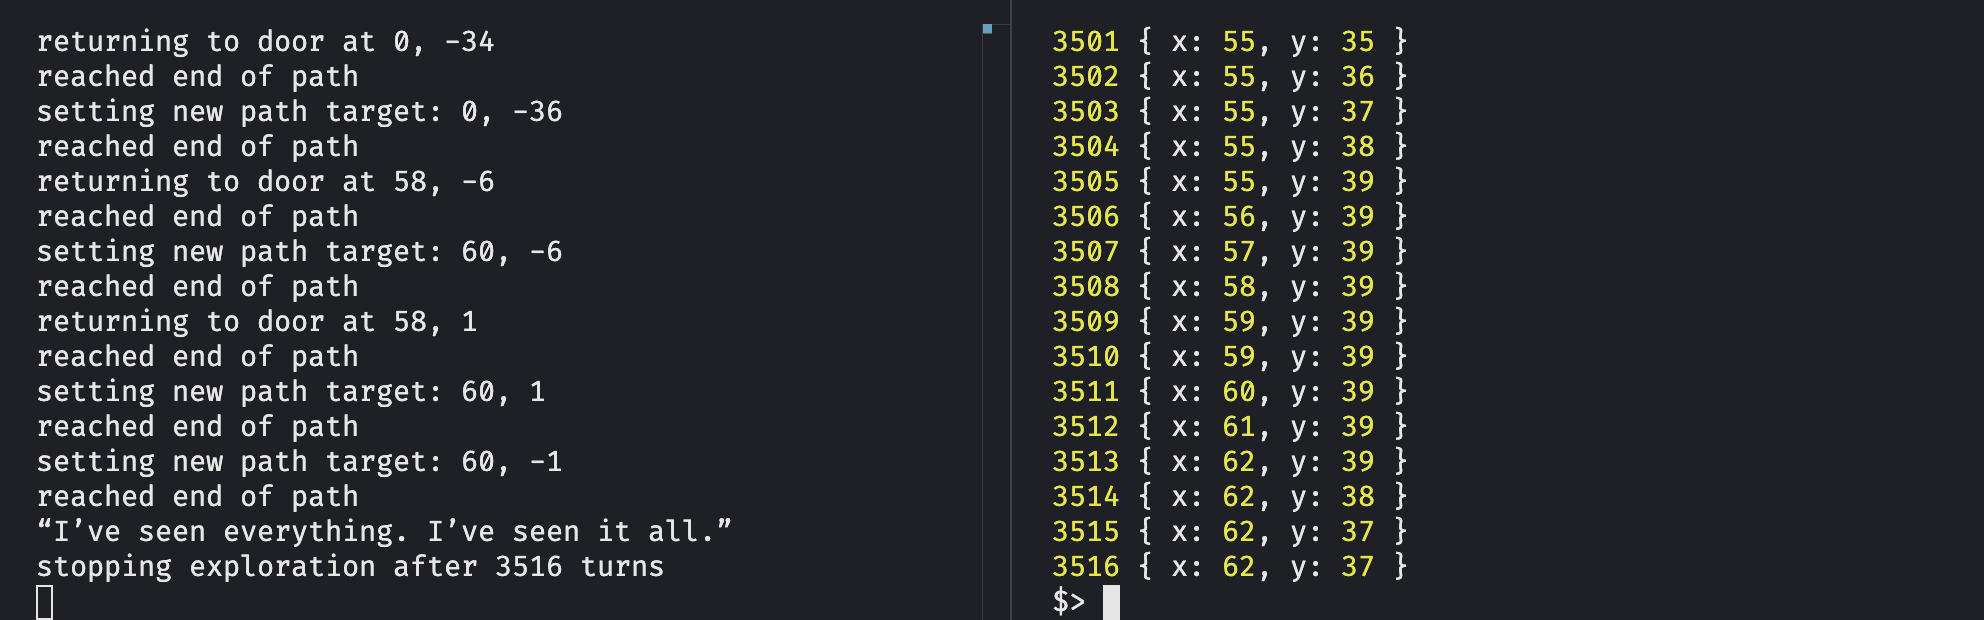 returning to door at 0, -34
reached end of path
setting new path target: 0, -36
reached end of path
returning to door at 58, -6
reached end of path
setting new path target: 60, -6
reached end of path
returning to door at 58, 1
reached end of path
setting new path target: 60, 1
reached end of path
setting new path target: 60, -1
reached end of path
“I’ve seen everything. I’ve seen it all.”
stopping exploration after 3516 turns
3501 { x: 55, y: 35 }
3502 { x: 55, y: 36 }
3503 { x: 55, y: 37 }
3504 { x: 55, y: 38 }
3505 { x: 55, y: 39 }
3506 { x: 56, y: 39 }
3507 { x: 57, y: 39 }
3508 { x: 58, y: 39 }
3509 { x: 59, y: 39 }
3510 { x: 59, y: 39 }
3511 { x: 60, y: 39 }
3512 { x: 61, y: 39 }
3513 { x: 62, y: 39 }
3514 { x: 62, y: 38 }
3515 { x: 62, y: 37 }
3516 { x: 62, y: 37 }
$>